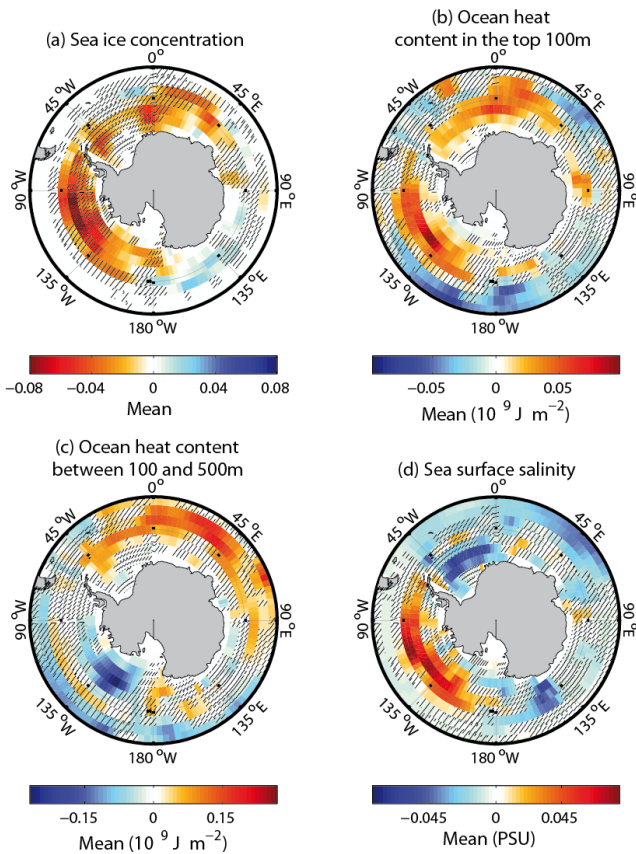 (a) Sea ice concentration
0°
45°E
90°E
135°E
180°W
135°W
90°W
45°W
−0.08 −0.04 0 0.04 0.08
Mean
(b) Ocean heat
content in the top 100m
0°
45°E
90°E
135°E
180°W
135°W
90°W
45°W
−0.05 0 0.05
Mean (10⁹ J m⁻²)
(c) Ocean heat content
between 100 and 500m
0°
45°E
90°E
135°E
180°W
135°W
90°W
45°W
−0.15 0 0.15
Mean (10⁹ J m⁻²)
(d) Sea surface salinity
0°
45°E
90°E
135°E
180°W
135°W
90°W
45°W
−0.045 0 0.045
Mean (PSU)